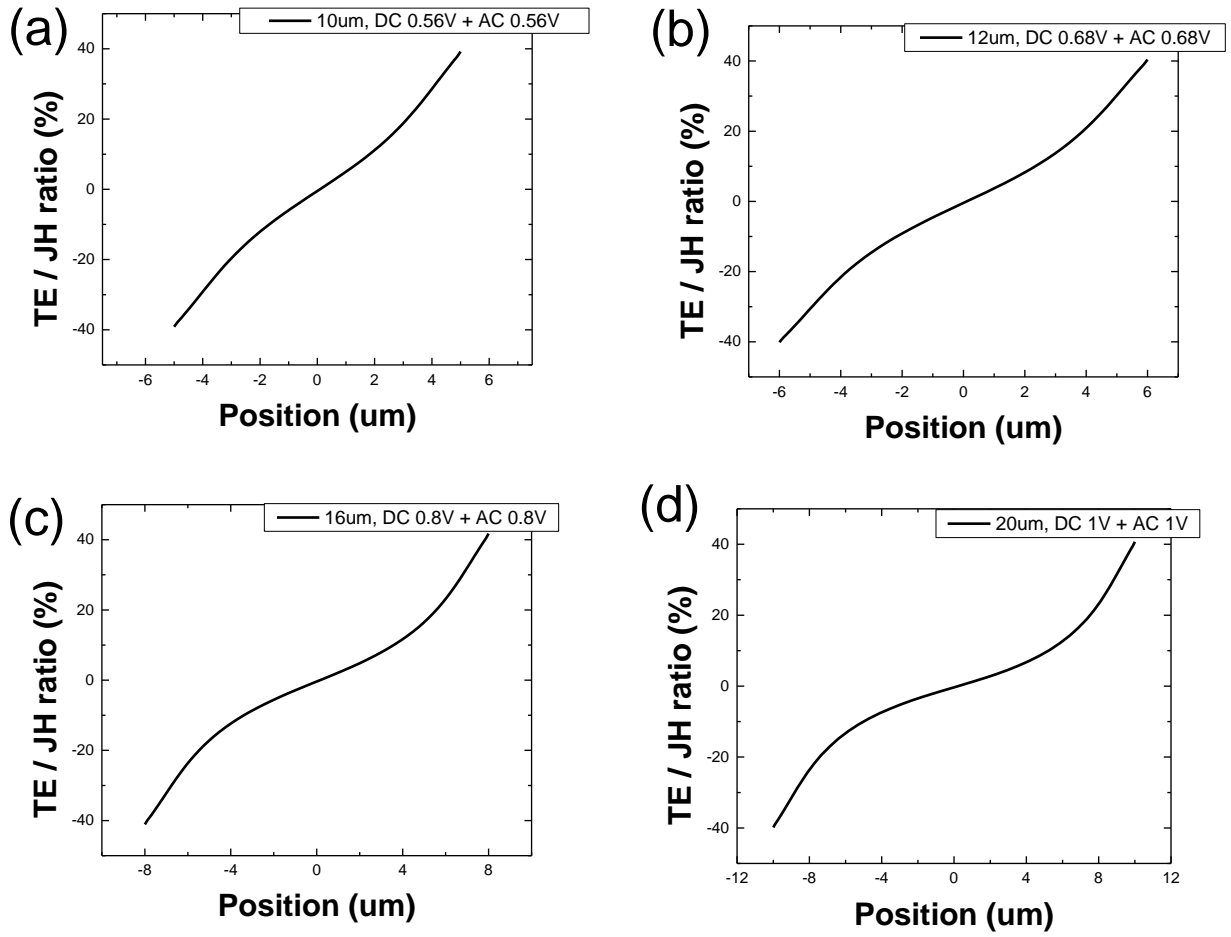 (a)
10um, DC 0.56V + AC 0.56V
40
20
0
-20
-40
TE / JH ratio (%)
-6 -4 -2 0 2 4 6
Position (um)
(b)
12um, DC 0.68V + AC 0.68V
40
20
0
-20
-40
TE / JH ratio (%)
-6 -4 -2 0 2 4 6
Position (um)
(c)
16um, DC 0.8V + AC 0.8V
40
20
0
-20
-40
TE / JH ratio (%)
-8 -4 0 4 8
Position (um)
(d)
20um, DC 1V + AC 1V
40
20
0
-20
-40
TE / JH ratio (%)
-12 -8 -4 0 4 8 12
Position (um)